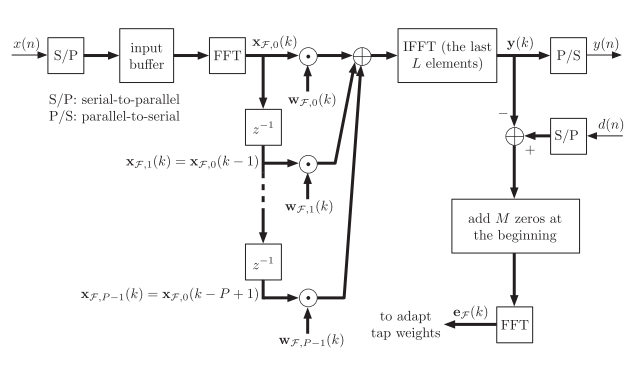 x(n)
S/P
input
buffer
FFT
x_{F,0}(k)
IFFT (the last
L elements)
y(k)
P/S
y(n)
S/P: serial-to-parallel
P/S: parallel-to-serial
w_{F,0}(k)
z^{-1}
−
+
S/P
d(n)
x_{F,1}(k) = x_{F,0}(k−1)
w_{F,1}(k)
add M zeros at
the beginning
z^{-1}
x_{F,P−1}(k) = x_{F,0}(k−P+1)
w_{F,P−1}(k)
to adapt
tap weights
e_F(k)
FFT